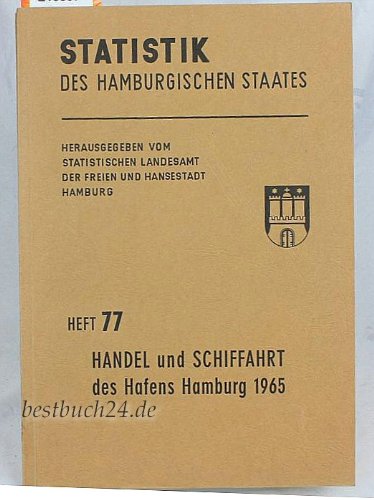 STATISTIK
DES HAMBURGISCHEN STAATES
HERAUSGEGEBEN VOM
STATISTISCHEN LANDESAMT
DER FREIEN UND HANSESTADT
HAMBURG
HEFT 77
HANDEL und SCHIFFAHRT
des Hafens Hamburg 1965
bestbuch24.de